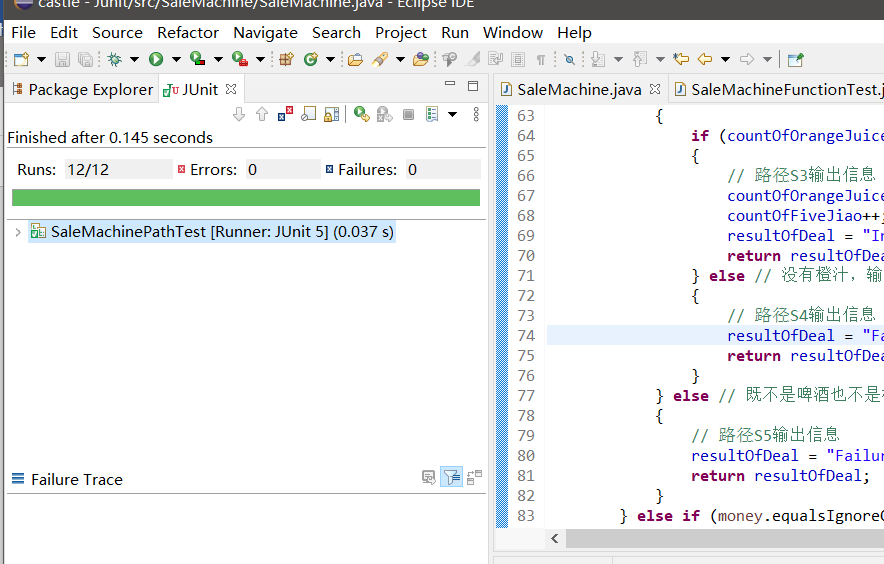 castle - Junit/src/SaleMachine/SaleMachine.java - Eclipse IDE
File Edit Source Refactor Navigate Search Project Run Window Help
Package Explorer JUnit
Finished after 0.145 seconds
Runs: 12/12 Errors: 0 Failures: 0
SaleMachinePathTest [Runner: JUnit 5] (0.037 s)
Failure Trace
SaleMachine.java SaleMachineFunctionTest.j
63 {
64 if (countOfOrangeJuice
65 {
66 // 路径S3输出信息
67 countOfOrangeJuice
68 countOfFiveJiao++;
69 resultOfDeal = "In
70 return resultOfDea
71 } else // 没有橙汁，输
72 {
73 // 路径S4输出信息
74 resultOfDeal = "Fa
75 return resultOfDea
76 }
77 } else // 既不是啤酒也不是
78 {
79 // 路径S5输出信息
80 resultOfDeal = "Failur
81 return resultOfDeal;
82 }
83 } else if (money.equalsIgnoreC